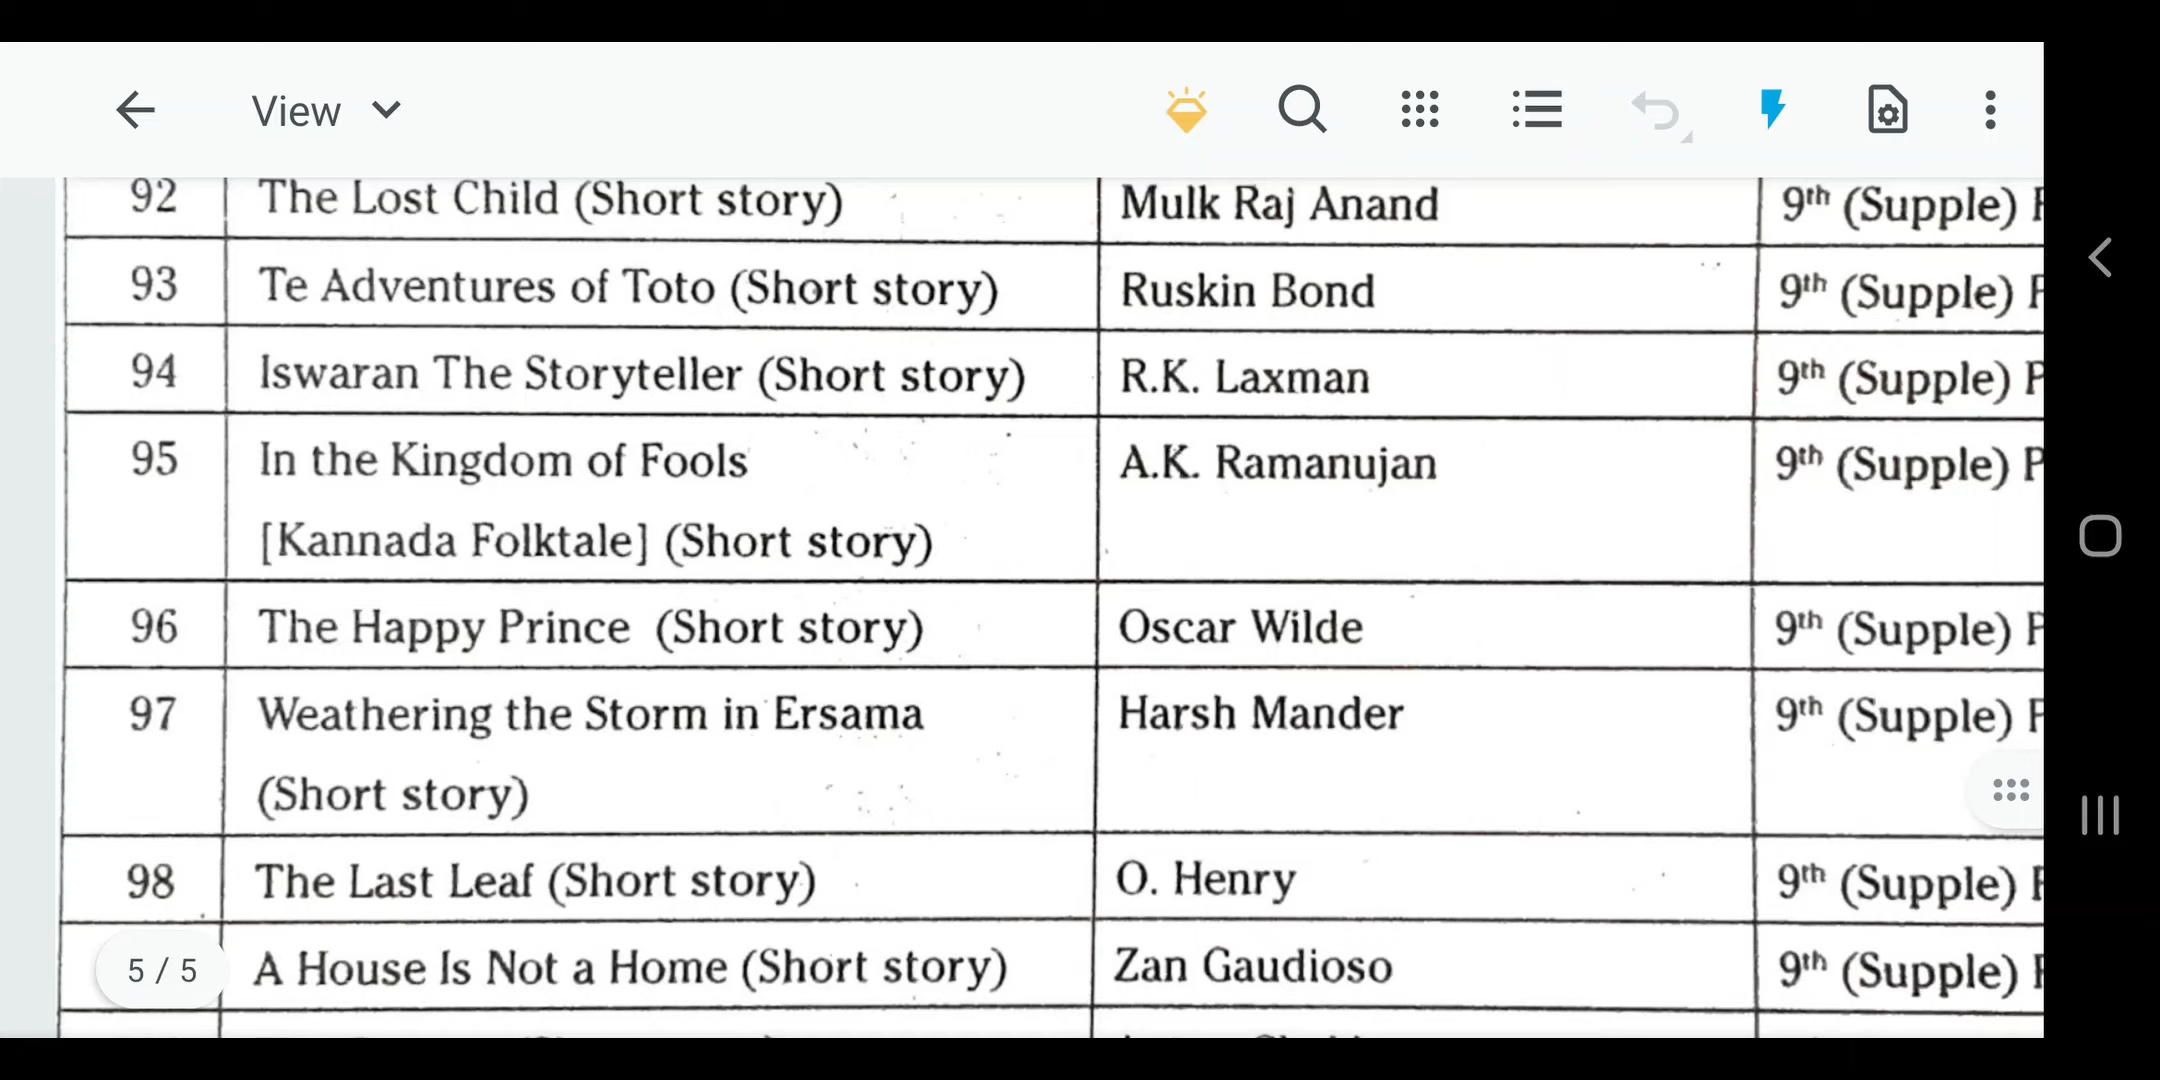 View
92 The Lost Child (Short story) Mulk Raj Anand 9th (Supple)
93 Te Adventures of Toto (Short story) Ruskin Bond 9th (Supple)
94 Iswaran The Storyteller (Short story) R.K. Laxman 9th (Supple) P
95 In the Kingdom of Fools A.K. Ramanujan 9th (Supple) P
[Kannada Folktale] (Short story)
96 The Happy Prince (Short story) Oscar Wilde 9th (Supple) P
97 Weathering the Storm in Ersama Harsh Mander 9th (Supple)
(Short story)
98 The Last Leaf (Short story) O. Henry 9th (Supple)
5 / 5 A House Is Not a Home (Short story) Zan Gaudioso 9th (Supple)